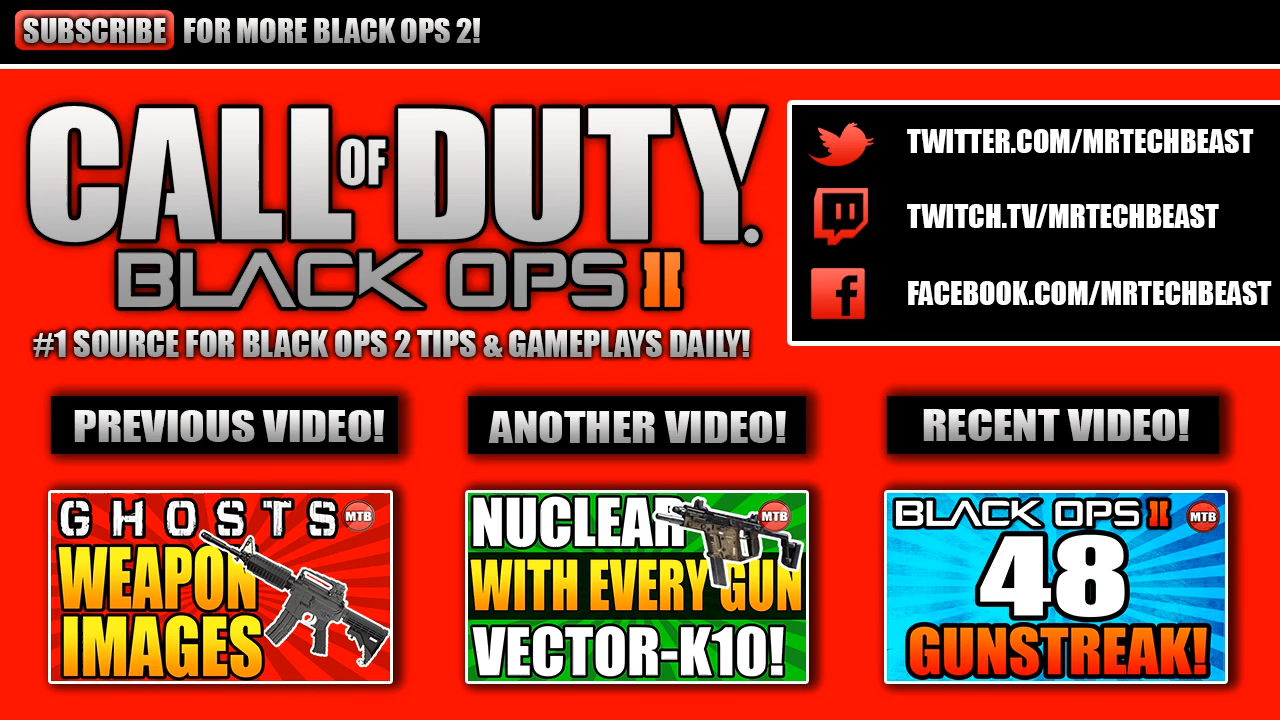 SUBSCRIBE FOR MORE BLACK OPS 2!
CALL OF DUTY.
BLACK OPS II
#1 SOURCE FOR BLACK OPS 2 TIPS & GAMEPLAYS DAILY!
TWITTER.COM/MRTECHBEAST
TWITCH.TV/MRTECHBEAST
FACEBOOK.COM/MRTECHBEAST
PREVIOUS VIDEO!
GHOSTS MTB
WEAPON
IMAGES
ANOTHER VIDEO!
NUCLEAR MTB
WITH EVERY GUN
VECTOR-K10!
RECENT VIDEO!
BLACK OPS II MTB
48
GUNSTREAK!